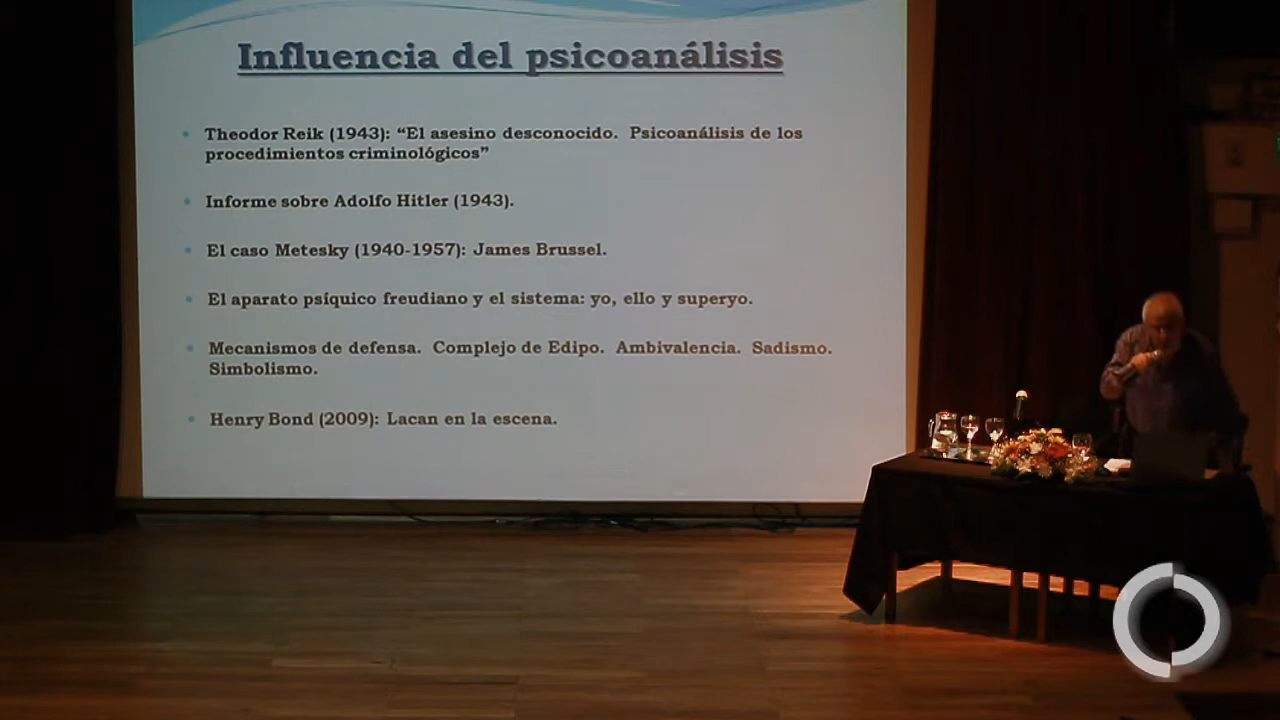 Influencia del psicoanálisis
Theodor Reik (1943): “El asesino desconocido. Psicoanálisis de los
procedimientos criminológicos”
Informe sobre Adolfo Hitler (1943).
El caso Metesky (1940-1957): James Brussel.
El aparato psíquico freudiano y el sistema: yo, ello y superyo.
Mecanismos de defensa. Complejo de Edipo. Ambivalencia. Sadismo.
Simbolismo.
Henry Bond (2009): Lacan en la escena.